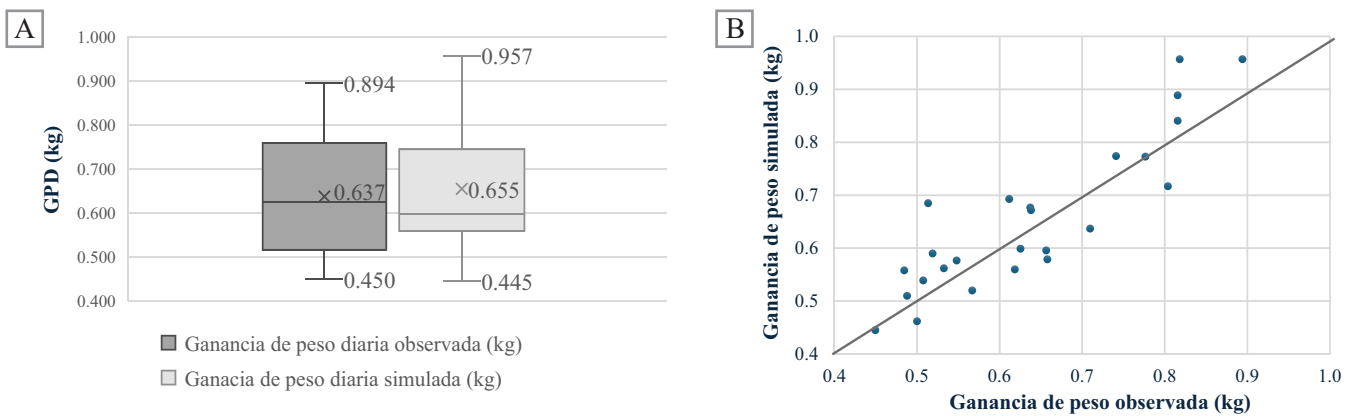 A
GPD (kg)
1.000
0.900
0.800
0.700
0.600
0.500
0.400
0.894
0.637
0.450
0.957
0.655
0.445
Ganancia de peso diaria observada (kg)
Ganacia de peso diaria simulada (kg)
B
Ganancia de peso simulada (kg)
1.0
0.9
0.8
0.7
0.6
0.5
0.4
0.4 0.5 0.6 0.7 0.8 0.9 1.0
Ganancia de peso observada (kg)